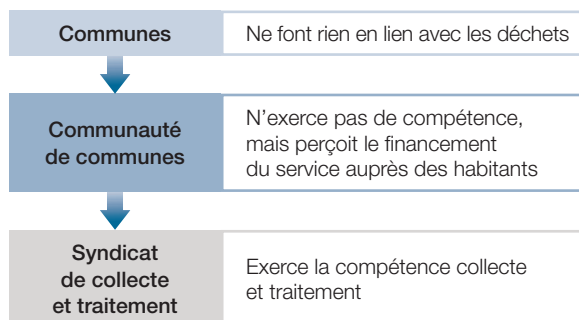 Communes
Ne font rien en lien avec les déchets
Communauté
de communes
N’exerce pas de compétence,
mais perçoit le financement
du service auprès des habitants
Syndicat
de collecte
et traitement
Exerce la compétence collecte
et traitement